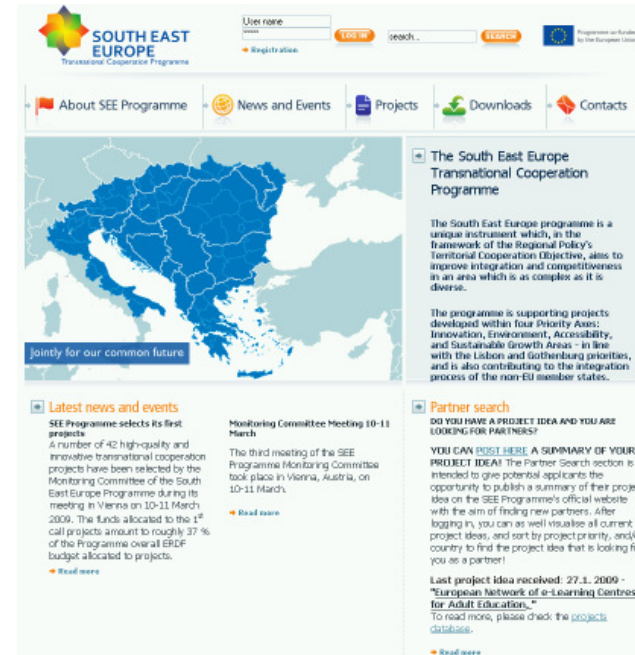 SOUTH EAST
EUROPE
Transnational Cooperation Programme
User name
****
LOG IN
search...
SEARCH
Registration
Programme co-funded
by the European Union
About SEE Programme
News and Events
Projects
Downloads
Contacts
Jointly for our common future
The South East Europe
Transnational Cooperation
Programme
The South East Europe programme is a
unique instrument which, in the
framework of the Regional Policy's
Territorial Cooperation Objective, aims to
improve integration and competitiveness
in an area which is as complex as it is
diverse.
The programme is supporting projects
developed within four Priority Axes:
Innovation, Environment, Accessibility,
and Sustainable Growth Areas - in line
with the Lisbon and Gothenburg priorities,
and is also contributing to the integration
process of the non-EU member states.
Latest news and events
SEE Programme selects its first
projects
A number of 42 high-quality and
innovative transnational cooperation
projects have been selected by the
Monitoring Committee of the South
East Europe Programme during its
meeting in Vienna on 10-11 March
2009. The funds allocated to the 1st
call projects amount to roughly 37 %
of the Programme overall ERDF
budget allocated to projects.
Read more
Monitoring Committee Meeting 10-11
March
The third meeting of the SEE
Programme Monitoring Committee
took place in Vienna, Austria, on
10-11 March.
Read more
Partner search
DO YOU HAVE A PROJECT IDEA AND YOU ARE
LOOKING FOR PARTNERS?
YOU CAN POST HERE A SUMMARY OF YOUR
PROJECT IDEA! The Partner Search section is
intended to give potential applicants the
opportunity to publish a summary of their proje
idea on the SEE Programme's official website
with the aim of finding new partners. After
logging in, you can as well visualise all current
project ideas, and sort by project priority, and/
country to find the project idea that is looking f
you as a partner!
Last project idea received: 27.1. 2009 -
"European Network of e-Learning Centres
for Adult Education, "
To read more, please check the projects
database.
Read more